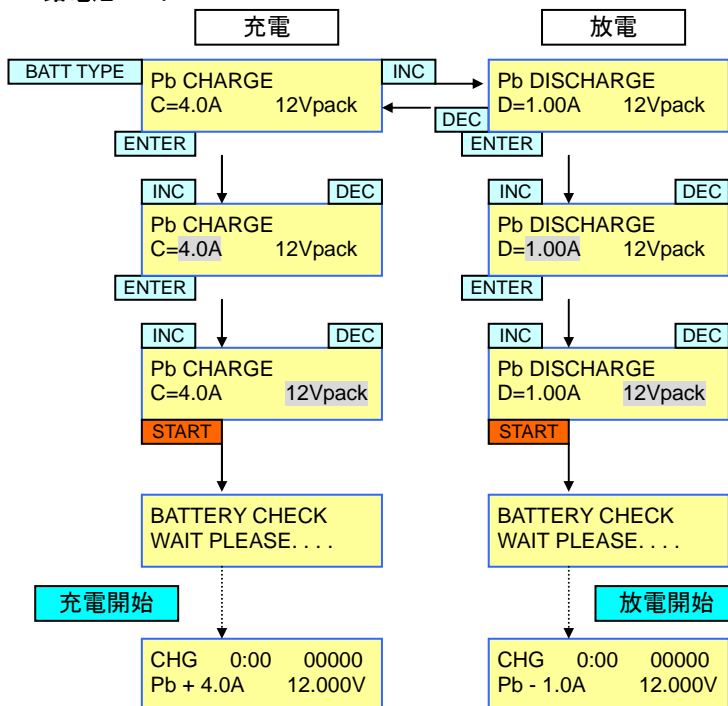 充電
放電
BATT TYPE
Pb CHARGE
C=4.0A 12Vpack
INC
DEC
Pb DISCHARGE
D=1.00A 12Vpack
ENTER
ENTER
INC DEC
Pb CHARGE
C=4.0A 12Vpack
ENTER
INC DEC
Pb DISCHARGE
D=1.00A 12Vpack
ENTER
INC DEC
Pb CHARGE
C=4.0A 12Vpack
START
INC DEC
Pb DISCHARGE
D=1.00A 12Vpack
START
BATTERY CHECK
WAIT PLEASE. . . .
BATTERY CHECK
WAIT PLEASE. . . .
充電開始
放電開始
CHG 0:00 00000
Pb + 4.0A 12.000V
CHG 0:00 00000
Pb - 1.0A 12.000V